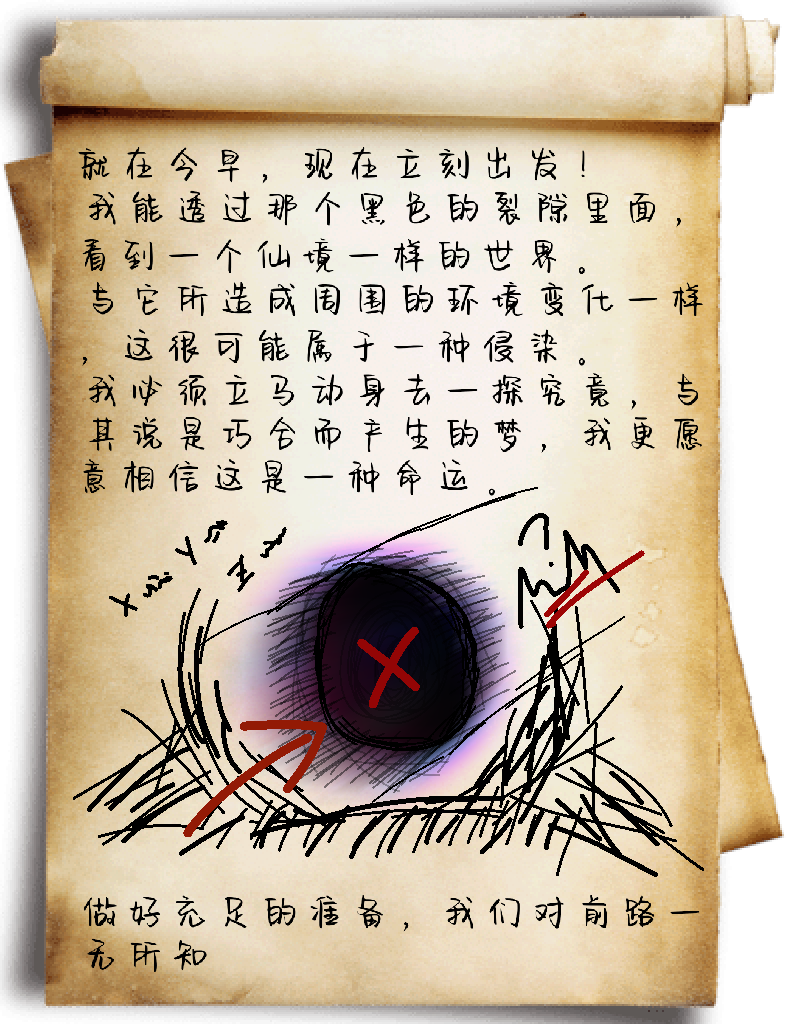 就在今早，现在立刻出发！
我能透过那个黑色的裂隙里面，
看到一个仙境一样的世界。
与它所造成周围的环境变化一样
，这很可能属于一种侵染。
我必须立马动身去一探究竟，与
其说是巧合而产生的梦，我更愿
意相信这是一种命运。
做好充足的准备，我们对前路一
无所知